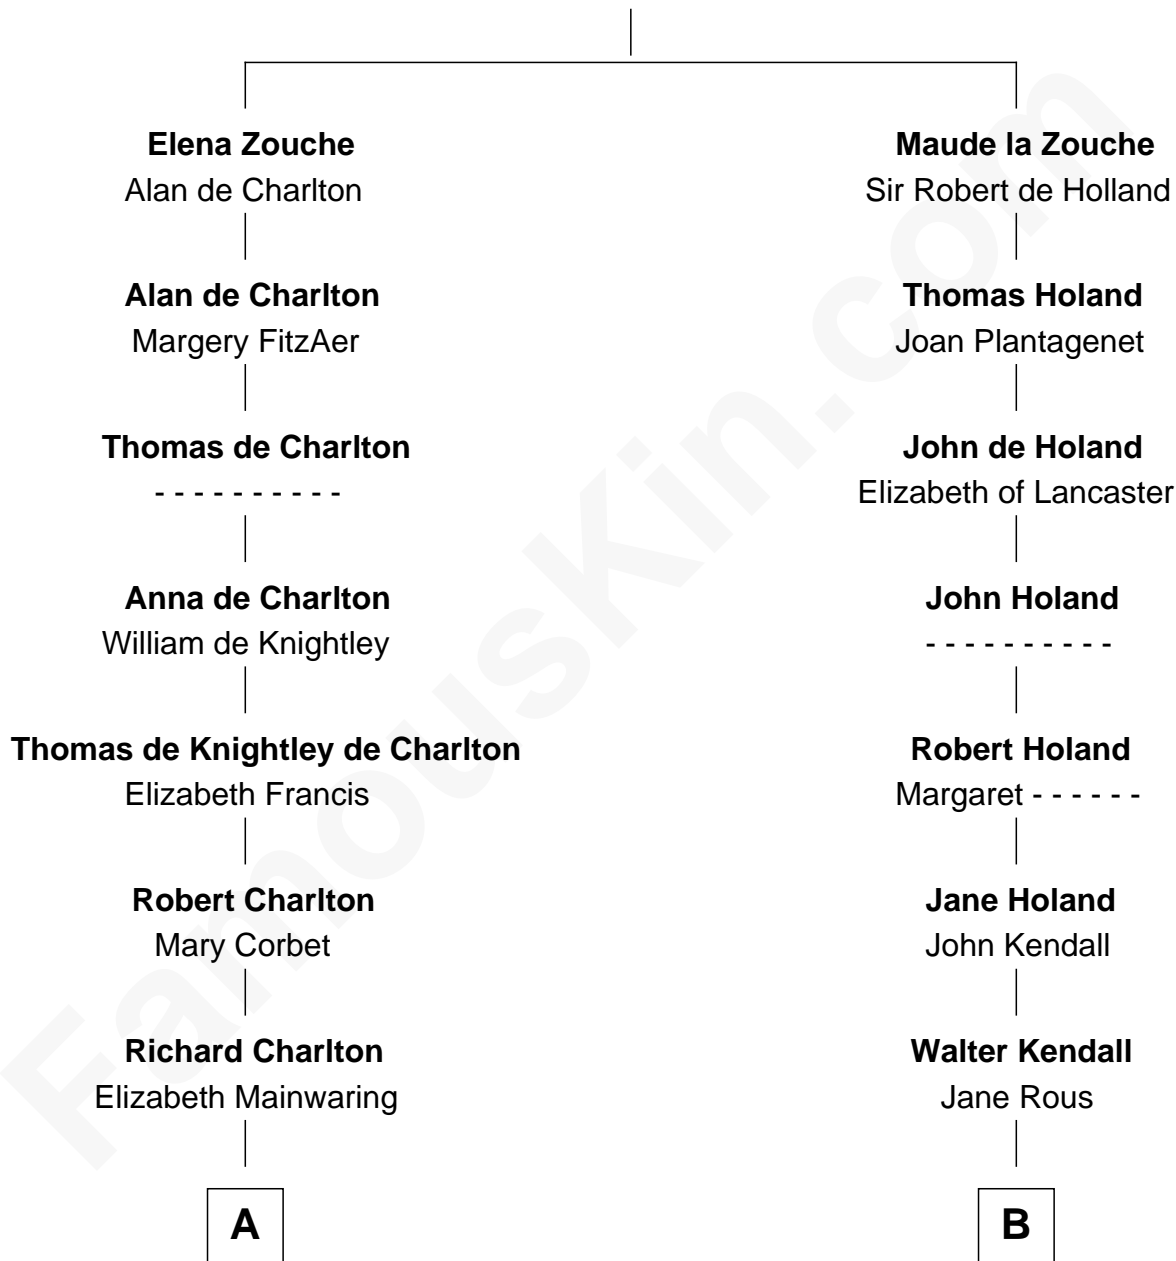 Elena Zouche
Alan de Charlton
Alan de Charlton
Margery FitzAer
Thomas de Charlton
- - - - - - - - - -
Anna de Charlton
William de Knightley
Thomas de Knightley de Charlton
Elizabeth Francis
Robert Charlton
Mary Corbet
Richard Charlton
Elizabeth Mainwaring
A
Maude la Zouche
Sir Robert de Holland
Thomas Holand
Joan Plantagenet
John de Holand
Elizabeth of Lancaster
John Holand
- - - - - - - - - -
Robert Holand
Margaret - - - - - -
Jane Holand
John Kendall
Walter Kendall
Jane Rous
B
FamousKin.com